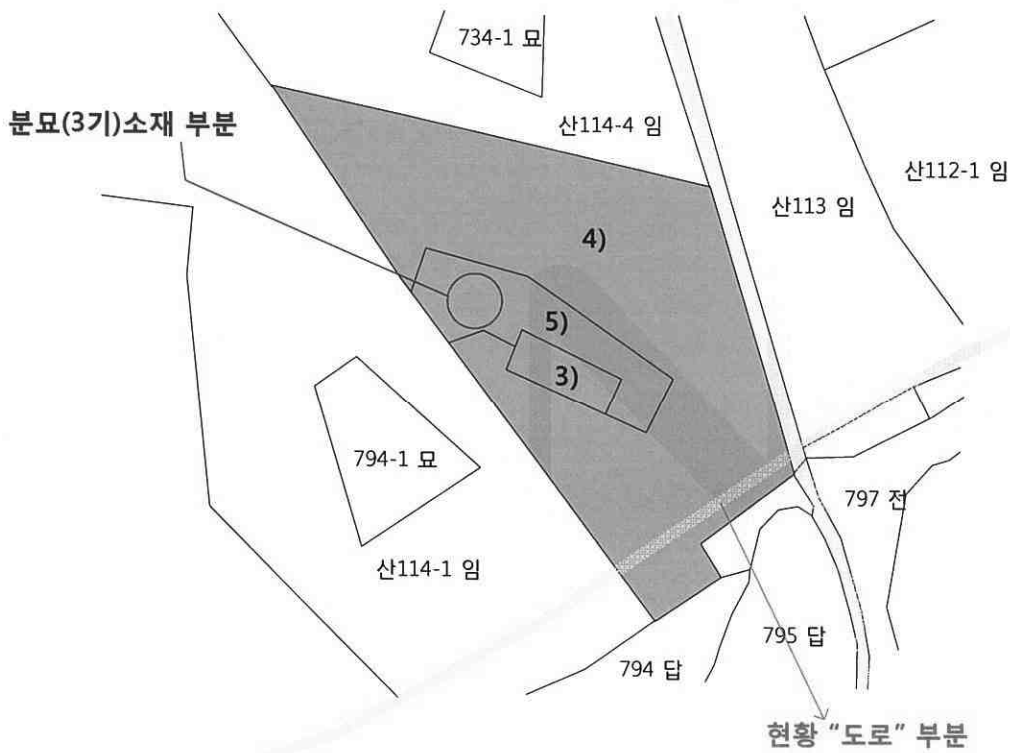 734-1 묘
분묘(3기)소재 부분
산114-4 임
산112-1 임
산113 임
4)
5)
3)
794-1 묘
797 전
산114-1 임
795 답
794 답
현황 “도로” 부분